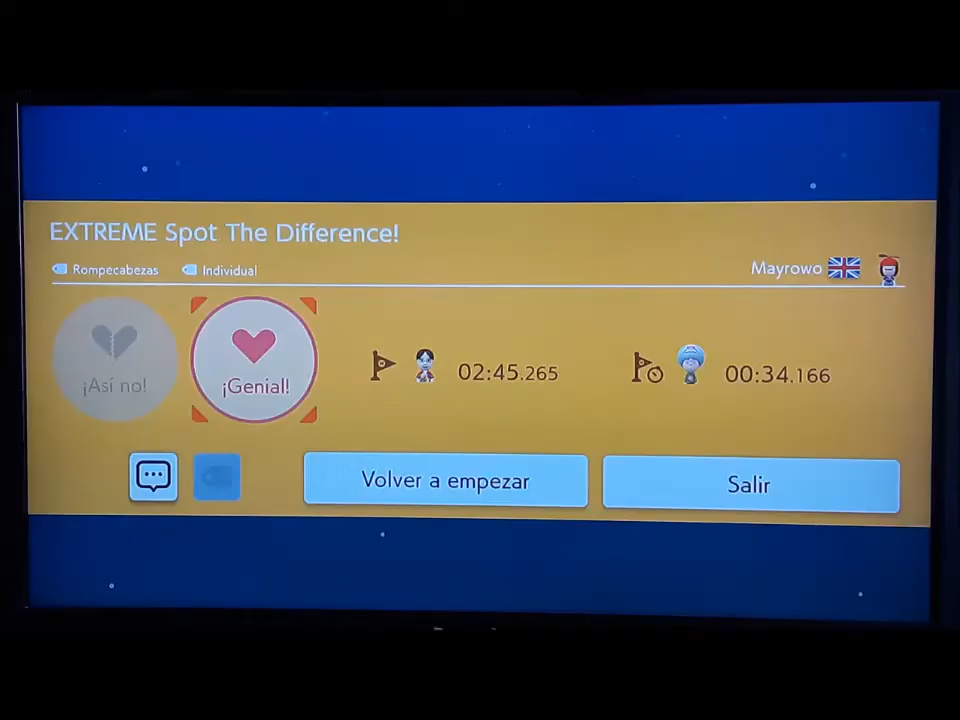 EXTREME Spot The Difference!
Rompecabezas Individual
Mayrowo
¡Así no!
¡Genial!
02:45.265
00:34.166
Volver a empezar
Salir